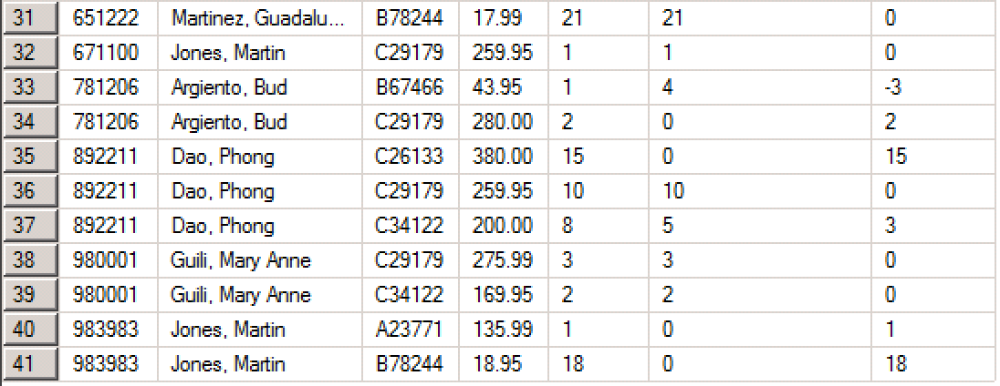 31 651222 Martinez, Guadalu... B78244 17.99 21 21 0
32 671100 Jones, Martin C29179 259.95 1 1 0
33 781206 Argiento, Bud B67466 43.95 1 4 -3
34 781206 Argiento, Bud C29179 280.00 2 0 2
35 892211 Dao, Phong C26133 380.00 15 0 15
36 892211 Dao, Phong C29179 259.95 10 10 0
37 892211 Dao, Phong C34122 200.00 8 5 3
38 980001 Guili, Mary Anne C29179 275.99 3 3 0
39 980001 Guili, Mary Anne C34122 169.95 2 2 0
40 983983 Jones, Martin A23771 135.99 1 0 1
41 983983 Jones, Martin B78244 18.95 18 0 18